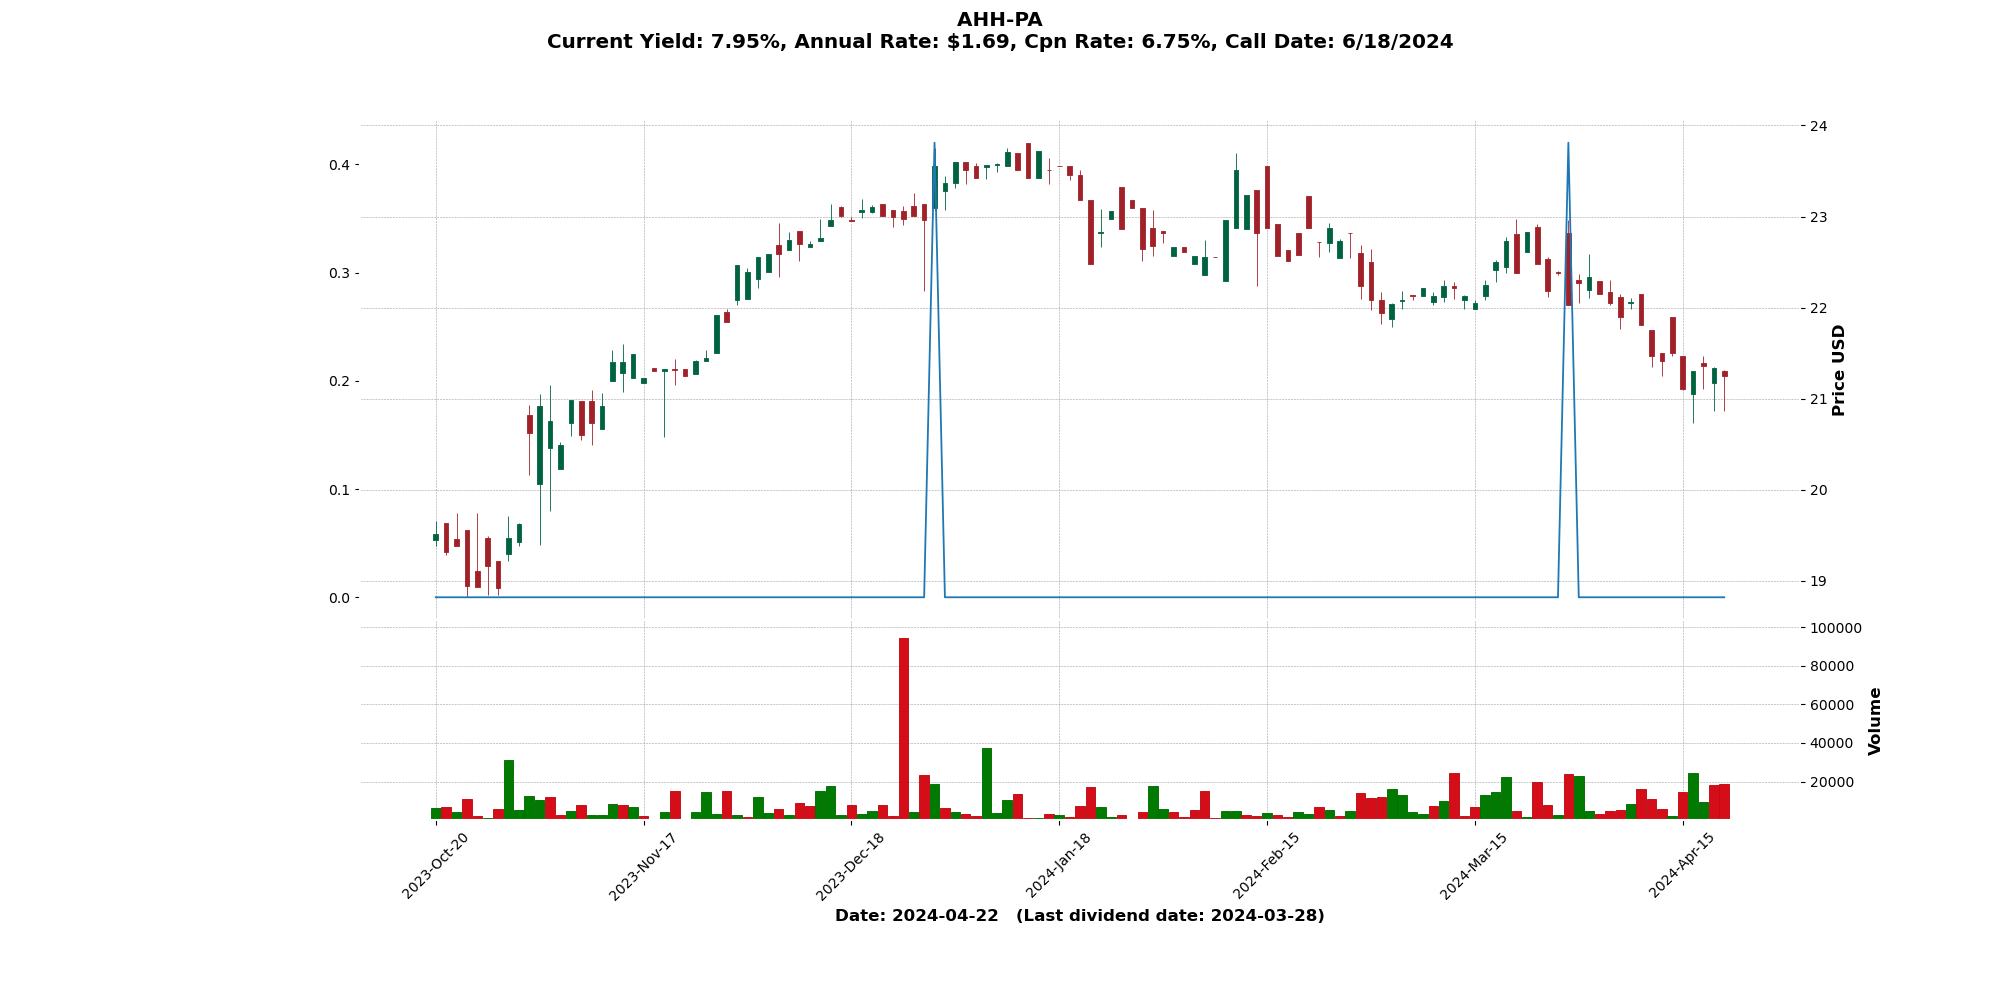 AHH-PA
Current Yield: 7.95%, Annual Rate: $1.69, Cpn Rate: 6.75%, Call Date: 6/18/2024
0.4
0.3
0.2
0.1
0.0
24
23
22
21
20
19
Price USD
100000
80000
60000
40000
20000
Volume
2023-Oct-20
2023-Nov-17
2023-Dec-18
2024-Jan-18
2024-Feb-15
2024-Mar-15
2024-Apr-15
Date: 2024-04-22 (Last dividend date: 2024-03-28)